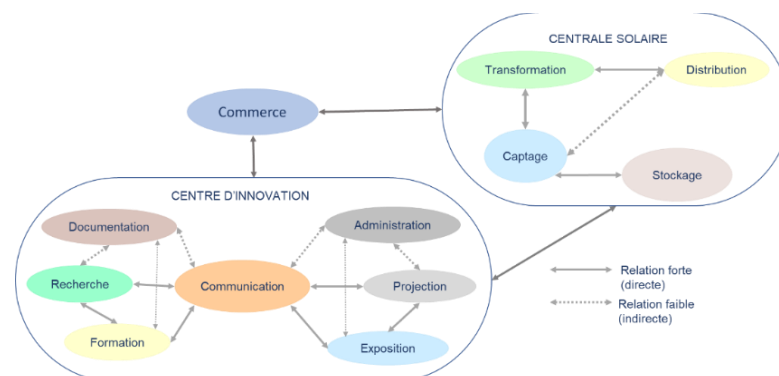 CENTRALE SOLAIRE
Transformation
Distribution
Commerce
Captage
Stockage
CENTRE D'INNOVATION
Documentation
Administration
Recherche
Communication
Projection
Formation
Exposition
Relation forte
(directe)
Relation faible
(indirecte)